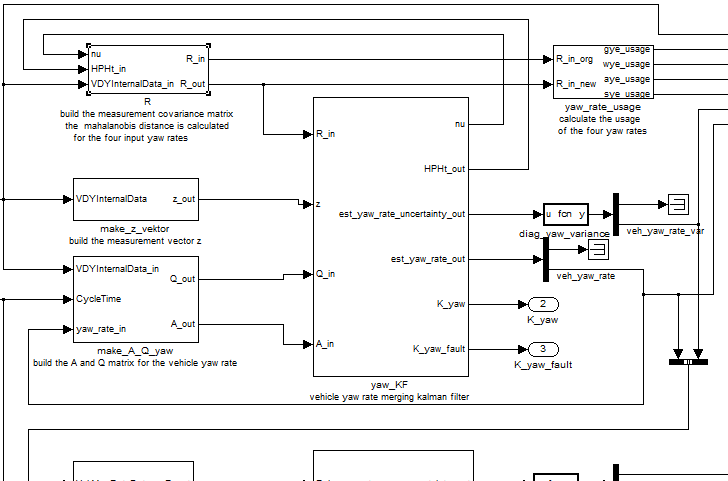 nu
HPHt_in
VDYInternalData_in
R_in
R_out
R
build the measurement covariance matrix
the mahalanobis distance is calculated
for the four input yaw rates
R_in_org
R_in_new
gye_usage
wye_usage
aye_usage
sye_usage
yaw_rate_usage
calculate the usage
of the four yaw rates
VDYInternalData
z_out
make_z_vektor
build the measurement vector z
VDYInternalData_in
CycleTime
yaw_rate_in
Q_out
A_out
make_A_Q_yaw
build the A and Q matrix for the vehicle yaw rate
R_in
z
Q_in
A_in
nu
HPHt_out
est_yaw_rate_uncertainty_out
est_yaw_rate_out
K_yaw
K_yaw_fault
yaw_KF
vehicle yaw rate merging kalman filter
u fcn y
diag_yaw_variance
veh_yaw_rate_var
veh_yaw_rate
2
K_yaw
3
K_yaw_fault